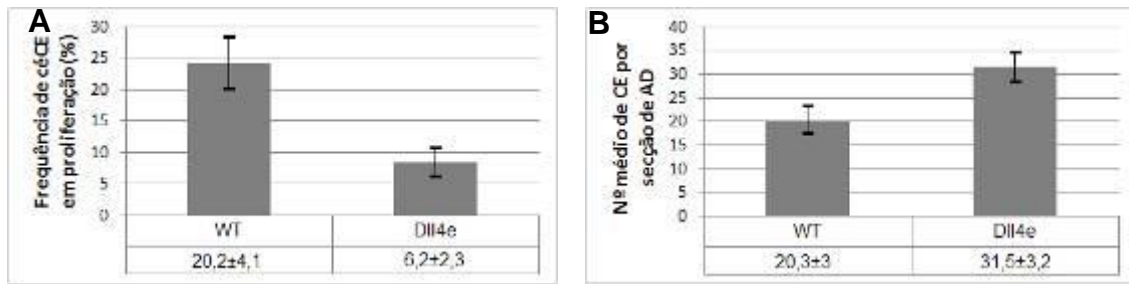 A
Frequência de céCE
em proliferação (%)
30
25
20
15
10
5
0
WT Dll4e
20,2±4,1 6,2±2,3
B
Nº médio de CE por
secção de AD
40
35
30
25
20
15
10
5
0
WT Dll4e
20,3±3 31,5±3,2